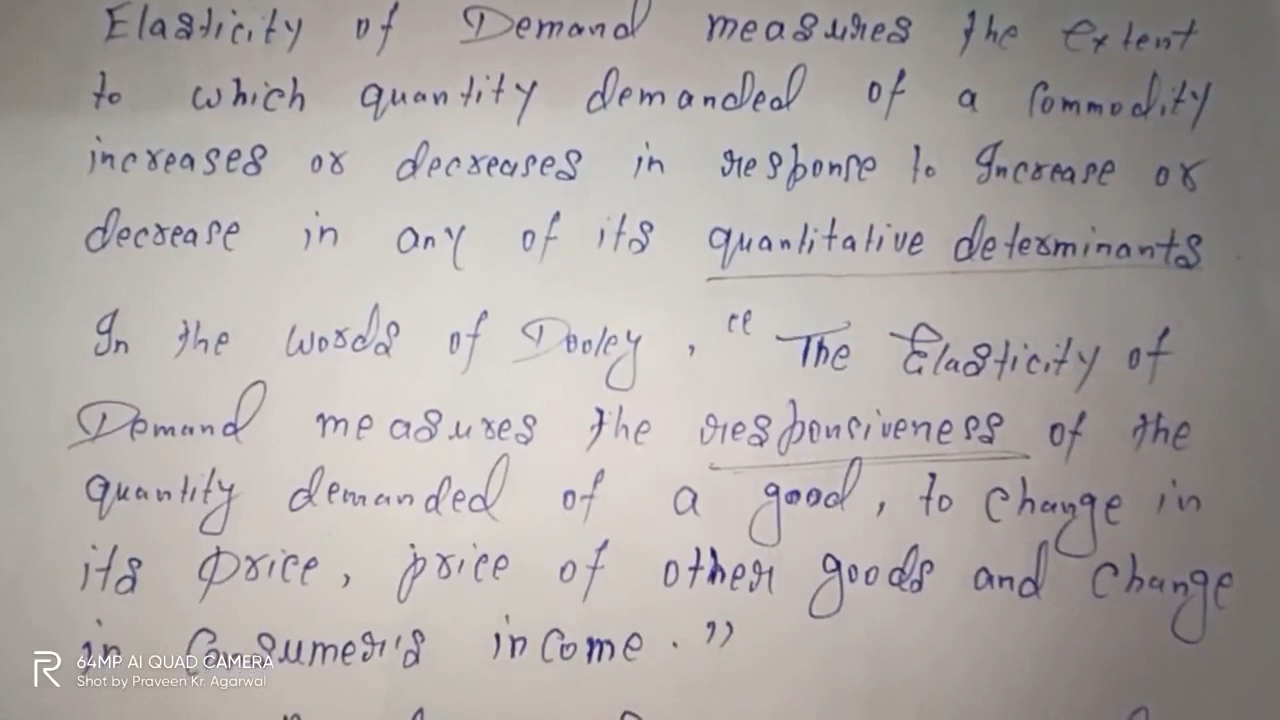 Elasticity of Demand measures the extent
to which quantity demanded of a Commodity
increases or decreases in response to Increase or
decrease in any of its quantitative determinants
In the words of Dooley, "The Elasticity of
Demand measures the responsiveness of the
quantity demanded of a good, to change in
its price, price of other goods and change
in Consumer's income."
64MP AI QUAD CAMERA
Shot by Praveen Kr. Agarwal